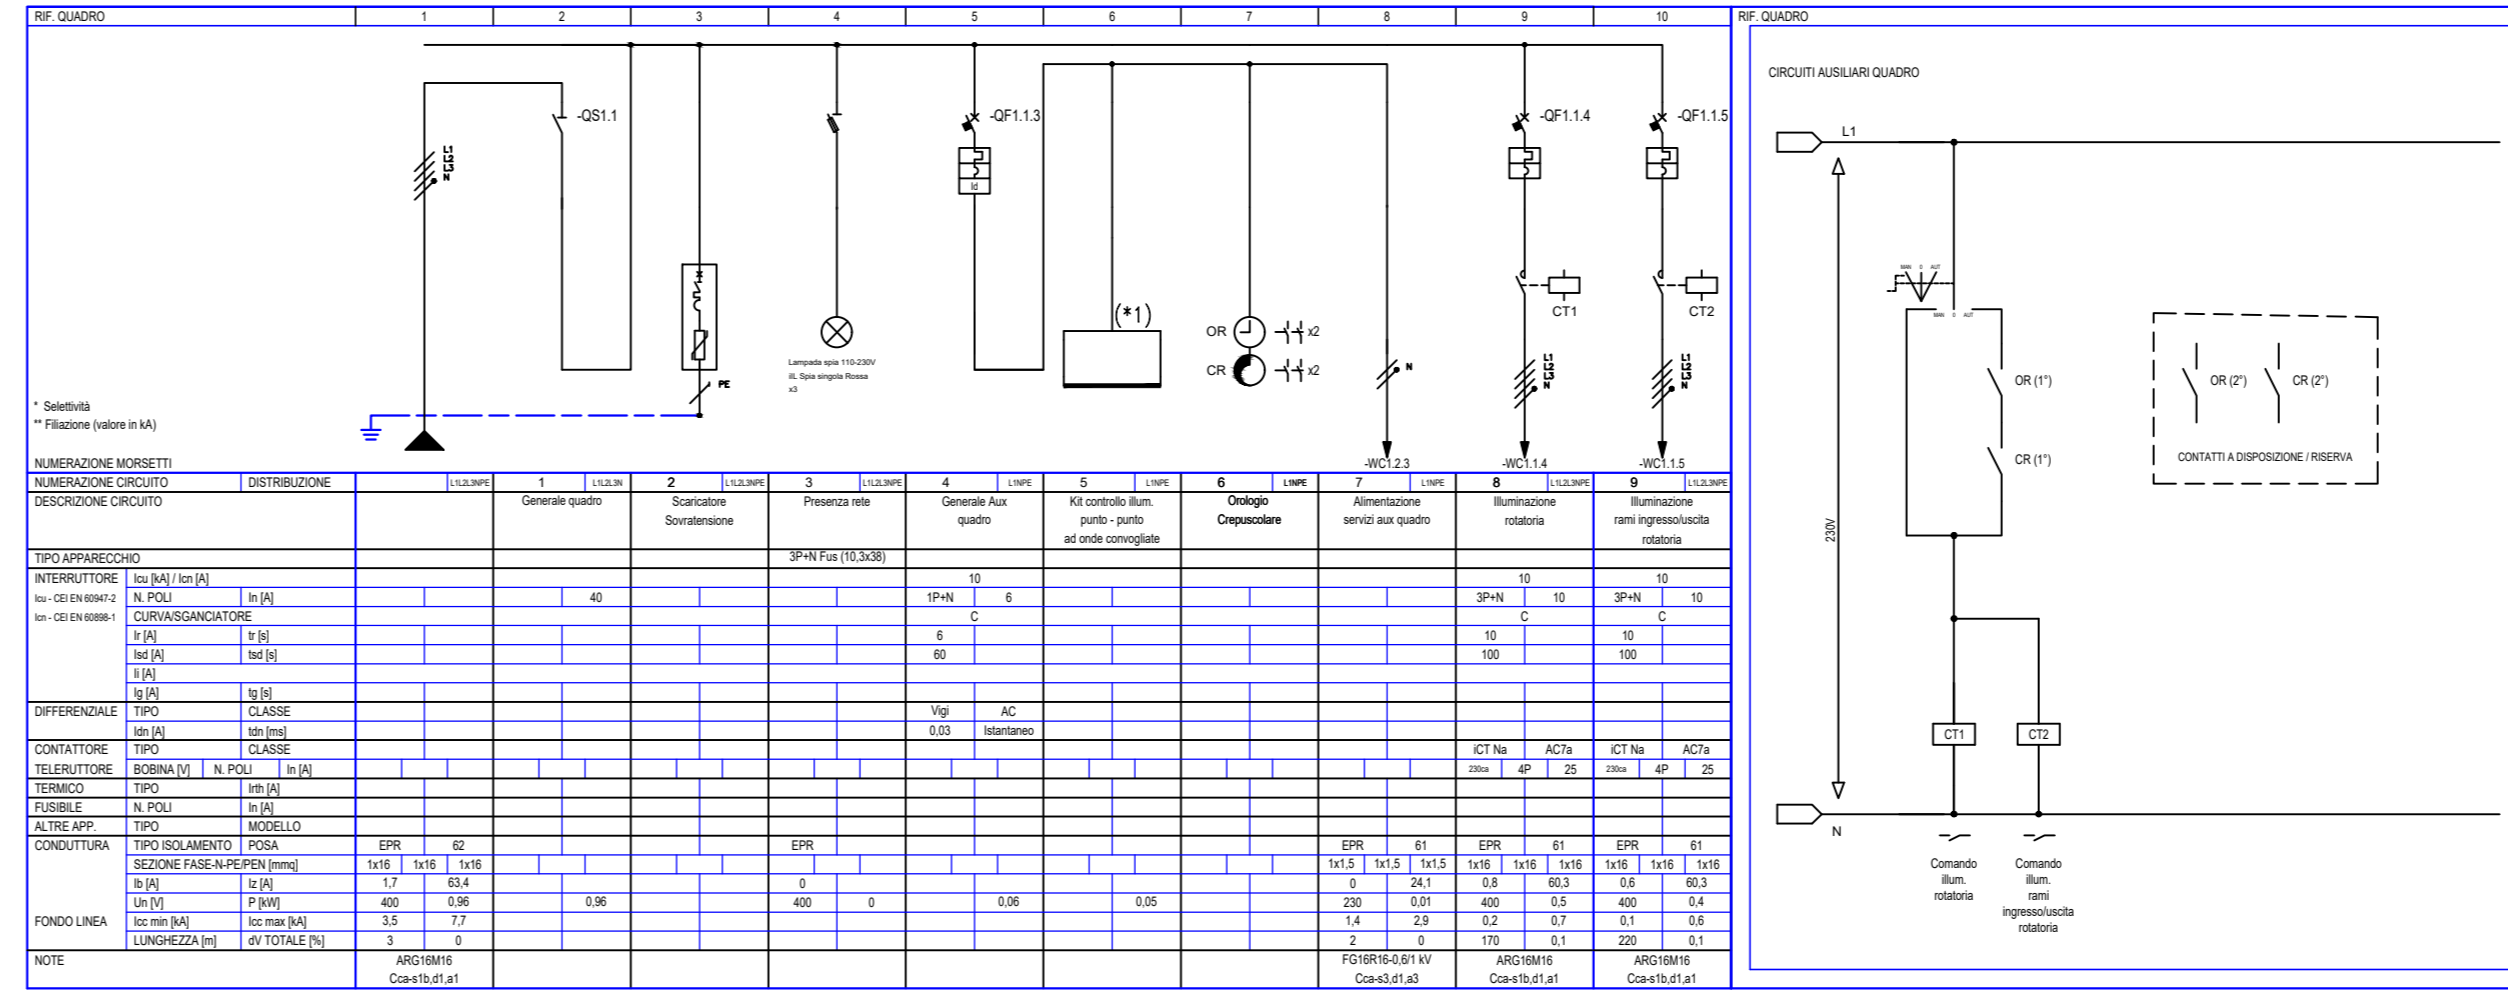 RIF. QUADRO 1 2 3 4 5 6 7 8 9 10 RIF. QUADRO
CIRCUITI AUSILIARI QUADRO
-QS1.1 -QF1.1.3 -QF1.1.4 -QF1.1.5
L1
L1
L2
L3
N
Id
MAN 0 AUT
(*1)
CT1 CT2
MAN 0 AUT
OR x2
CR x2
Lampada spia 110-230V
iIL Spia singola Rossa
x3
PE
N
L1
L2
L3
N
L1
L2
L3
N
OR (1°)
CR (1°)
OR (2°) CR (2°)
CONTATTI A DISPOSIZIONE / RISERVA
230V
* Selettività
** Filiazione (valore in kA)
NUMERAZIONE MORSETTI -WC1.2.3 -WC1.1.4 -WC1.1.5
NUMERAZIONE CIRCUITO DISTRIBUZIONE L1L2L3NPE 1 L1L2L3N 2 L1L2L3NPE 3 L1L2L3NPE 4 L1NPE 5 L1NPE 6 L1NPE 7 L1NPE 8 L1L2L3NPE 9 L1L2L3NPE
DESCRIZIONE CIRCUITO Generale quadro Scaricatore Presenza rete Generale Aux Kit controllo illum. Orologio Alimentazione Illuminazione Illuminazione
Sovratensione quadro punto - punto Crepuscolare servizi aux quadro rotatoria rami ingresso/uscita
ad onde convogliate rotatoria
TIPO APPARECCHIO 3P+N Fus (10,3x38)
INTERRUTTORE Icu [kA] / Icn [A] 10 10 10
Icu - CEI EN 60947-2 N. POLI In [A] 40 1P+N 6 3P+N 10 3P+N 10
Icn - CEI EN 60898-1 CURVA/SGANCIATORE C C C
Ir [A] tr [s] 6 10 10
Isd [A] tsd [s] 60 100 100
Ii [A]
Ig [A] tg [s]
DIFFERENZIALE TIPO CLASSE Vigi AC
Idn [A] tdn [ms] 0,03 Istantaneo
CONTATTORE TIPO CLASSE iCT Na AC7a iCT Na AC7a
TELERUTTORE BOBINA [V] N. POLI In [A] 230ca 4P 25 230ca 4P 25
TERMICO TIPO Irth [A]
FUSIBILE N. POLI In [A]
ALTRE APP. TIPO MODELLO
CONDUTTURA TIPO ISOLAMENTO POSA EPR 62 EPR EPR 61 EPR 61 EPR 61
SEZIONE FASE-N-PE/PEN [mmq] 1x16 1x16 1x16 1x1,5 1x1,5 1x1,5 1x16 1x16 1x16 1x16 1x16 1x16
Ib [A] Iz [A] 1,7 63,4 0 0 24,1 0,8 60,3 0,6 60,3
Un [V] P [kW] 400 0,96 0,96 400 0 0,06 0,05 230 0,01 400 0,5 400 0,4
FONDO LINEA Icc min [kA] Icc max [kA] 3,5 7,7 1,4 2,9 0,2 0,7 0,1 0,6
LUNGHEZZA [m] dV TOTALE [%] 3 0 2 0 170 0,1 220 0,1
NOTE ARG16M16 FG16R16-0,6/1 kV ARG16M16 ARG16M16
Cca-s1b,d1,a1 Cca-s3,d1,a3 Cca-s1b,d1,a1 Cca-s1b,d1,a1
CT1 CT2
N
Comando
illum.
rotatoria
Comando
illum.
rami
ingresso/uscita
rotatoria